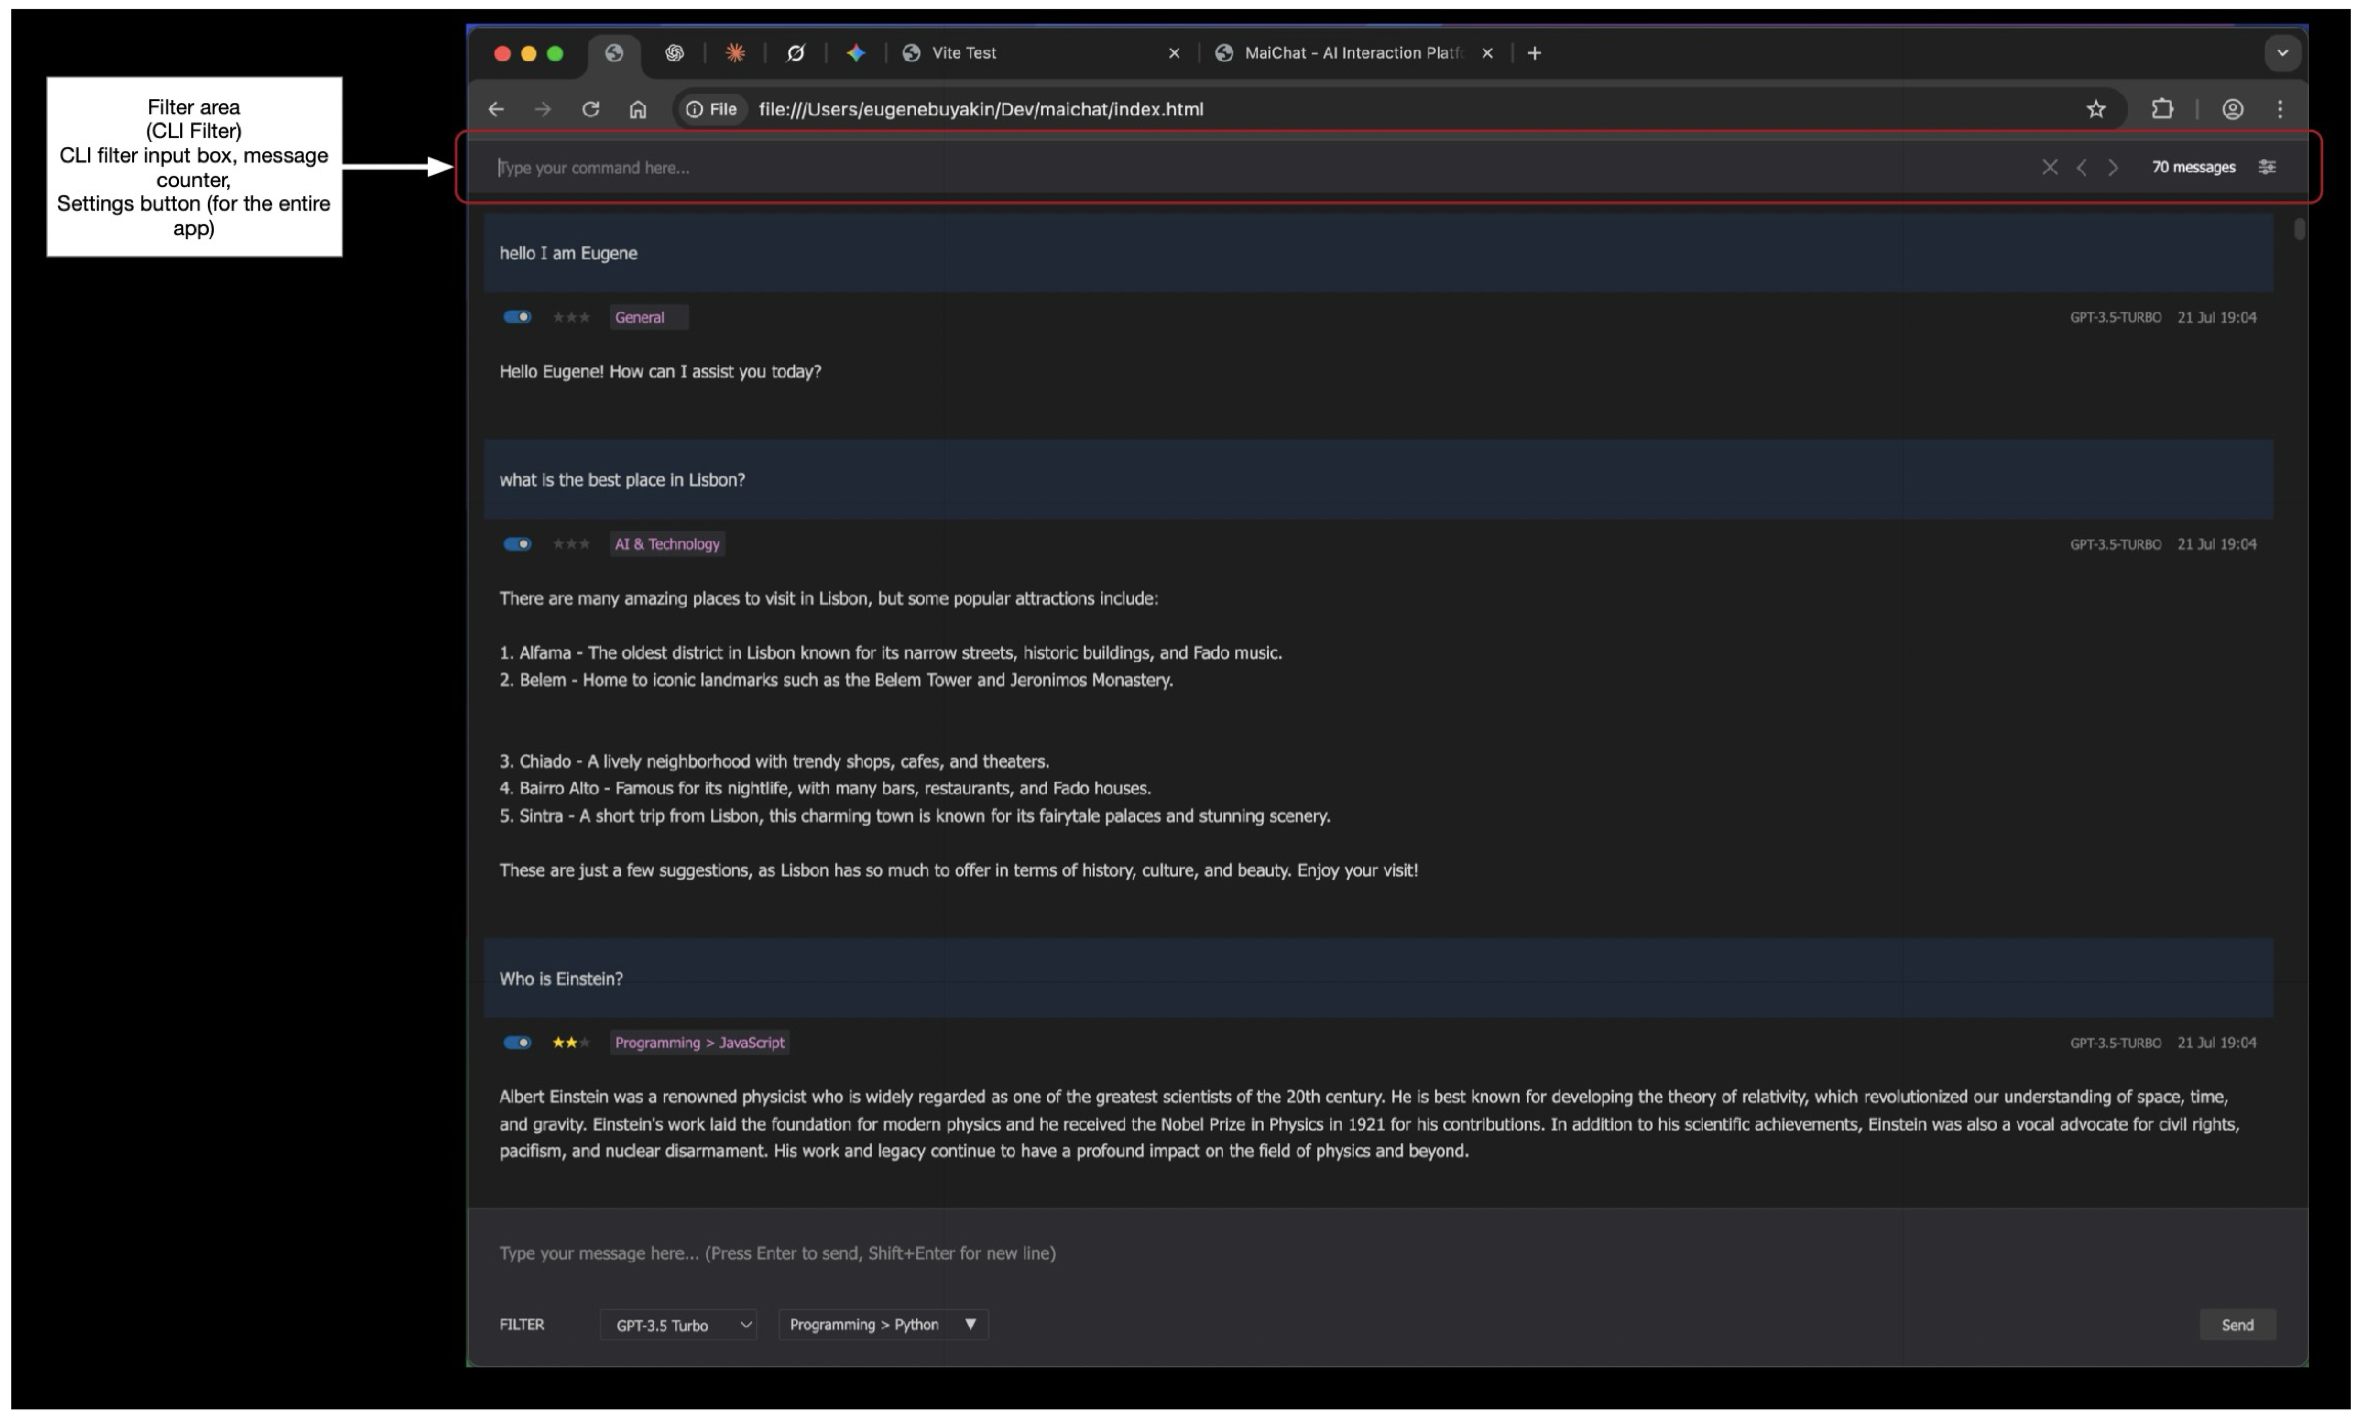 Vite Test
MaiChat - AI Interaction Platf
File
file:///Users/eugenebuyakin/Dev/maichat/index.html
Filter area
(CLI Filter)
CLI filter input box, message
counter,
Settings button (for the entire
app)
Type your command here...
70 messages
hello I am Eugene
General
GPT-3.5-TURBO 21 Jul 19:04
Hello Eugene! How can I assist you today?
what is the best place in Lisbon?
AI & Technology
GPT-3.5-TURBO 21 Jul 19:04
There are many amazing places to visit in Lisbon, but some popular attractions include:
1. Alfama - The oldest district in Lisbon known for its narrow streets, historic buildings, and Fado music.
2. Belem - Home to iconic landmarks such as the Belem Tower and Jeronimos Monastery.
3. Chiado - A lively neighborhood with trendy shops, cafes, and theaters.
4. Bairro Alto - Famous for its nightlife, with many bars, restaurants, and Fado houses.
5. Sintra - A short trip from Lisbon, this charming town is known for its fairytale palaces and stunning scenery.
These are just a few suggestions, as Lisbon has so much to offer in terms of history, culture, and beauty. Enjoy your visit!
Who is Einstein?
Programming > JavaScript
GPT-3.5-TURBO 21 Jul 19:04
Albert Einstein was a renowned physicist who is widely regarded as one of the greatest scientists of the 20th century. He is best known for developing the theory of relativity, which revolutionized our understanding of space, time,
and gravity. Einstein's work laid the foundation for modern physics and he received the Nobel Prize in Physics in 1921 for his contributions. In addition to his scientific achievements, Einstein was also a vocal advocate for civil rights,
pacifism, and nuclear disarmament. His work and legacy continue to have a profound impact on the field of physics and beyond.
Type your message here... (Press Enter to send, Shift+Enter for new line)
FILTER
GPT-3.5 Turbo
Programming > Python
Send